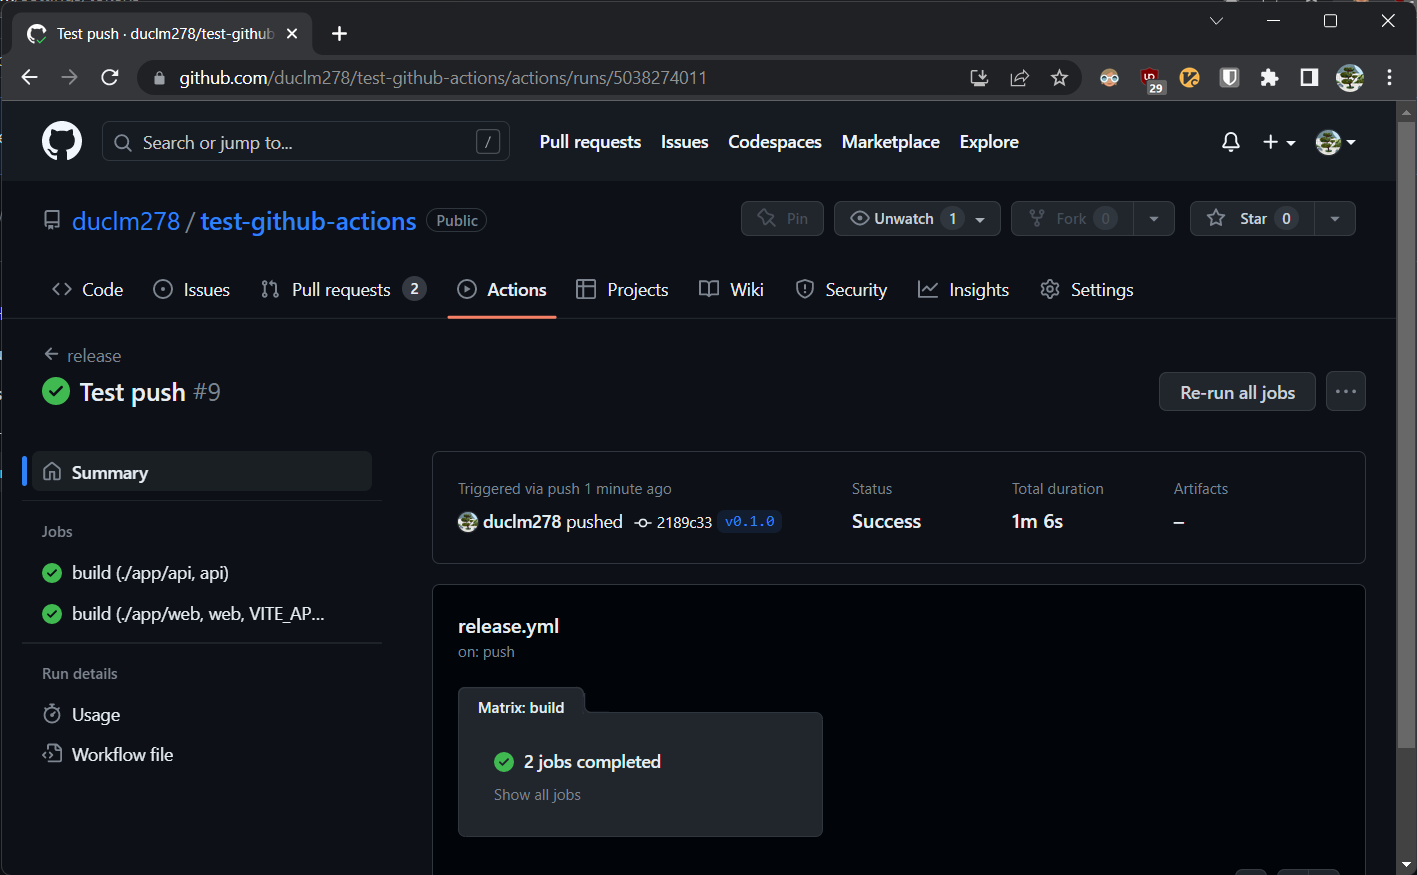 Test push · duclm278/test-github
github.com/duclm278/test-github-actions/actions/runs/5038274011
29
Search or jump to... /
Pull requests Issues Codespaces Marketplace Explore
duclm278 / test-github-actions Public
Pin Unwatch 1 Fork 0 Star 0
Code Issues Pull requests 2 Actions Projects Wiki Security Insights Settings
release
Test push #9
Re-run all jobs
Summary
Jobs
build (./app/api, api)
build (./app/web, web, VITE_AP...
Run details
Usage
Workflow file
Triggered via push 1 minute ago
duclm278 pushed 2189c33 v0.1.0
Status
Success
Total duration
1m 6s
Artifacts
–
release.yml
on: push
Matrix: build
2 jobs completed
Show all jobs